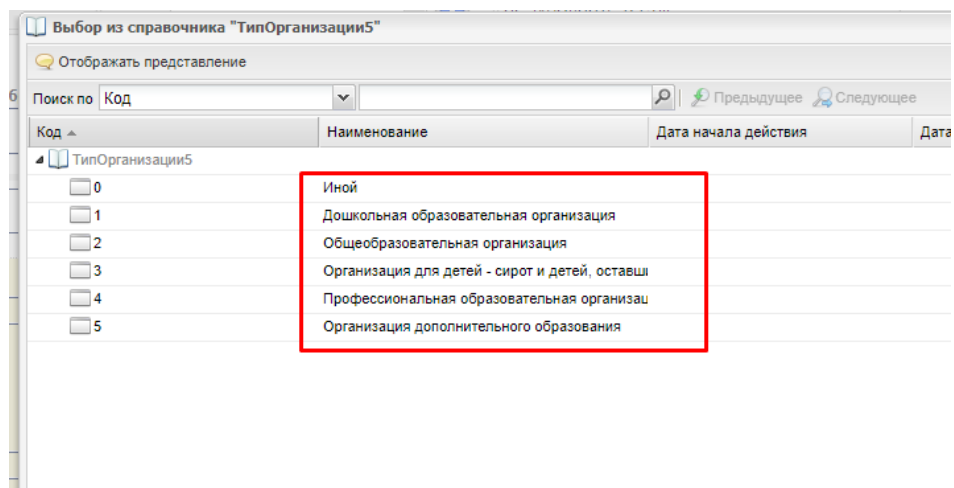 Выбор из справочника "ТипОрганизации5"
Отображать представление
Поиск по Код Предыдущее Следующее
Код Наименование Дата начала действия Дата
ТипОрганизации5
0 Иной
1 Дошкольная образовательная организация
2 Общеобразовательная организация
3 Организация для детей - сирот и детей, оставши
4 Профессиональная образовательная организац
5 Организация дополнительного образования